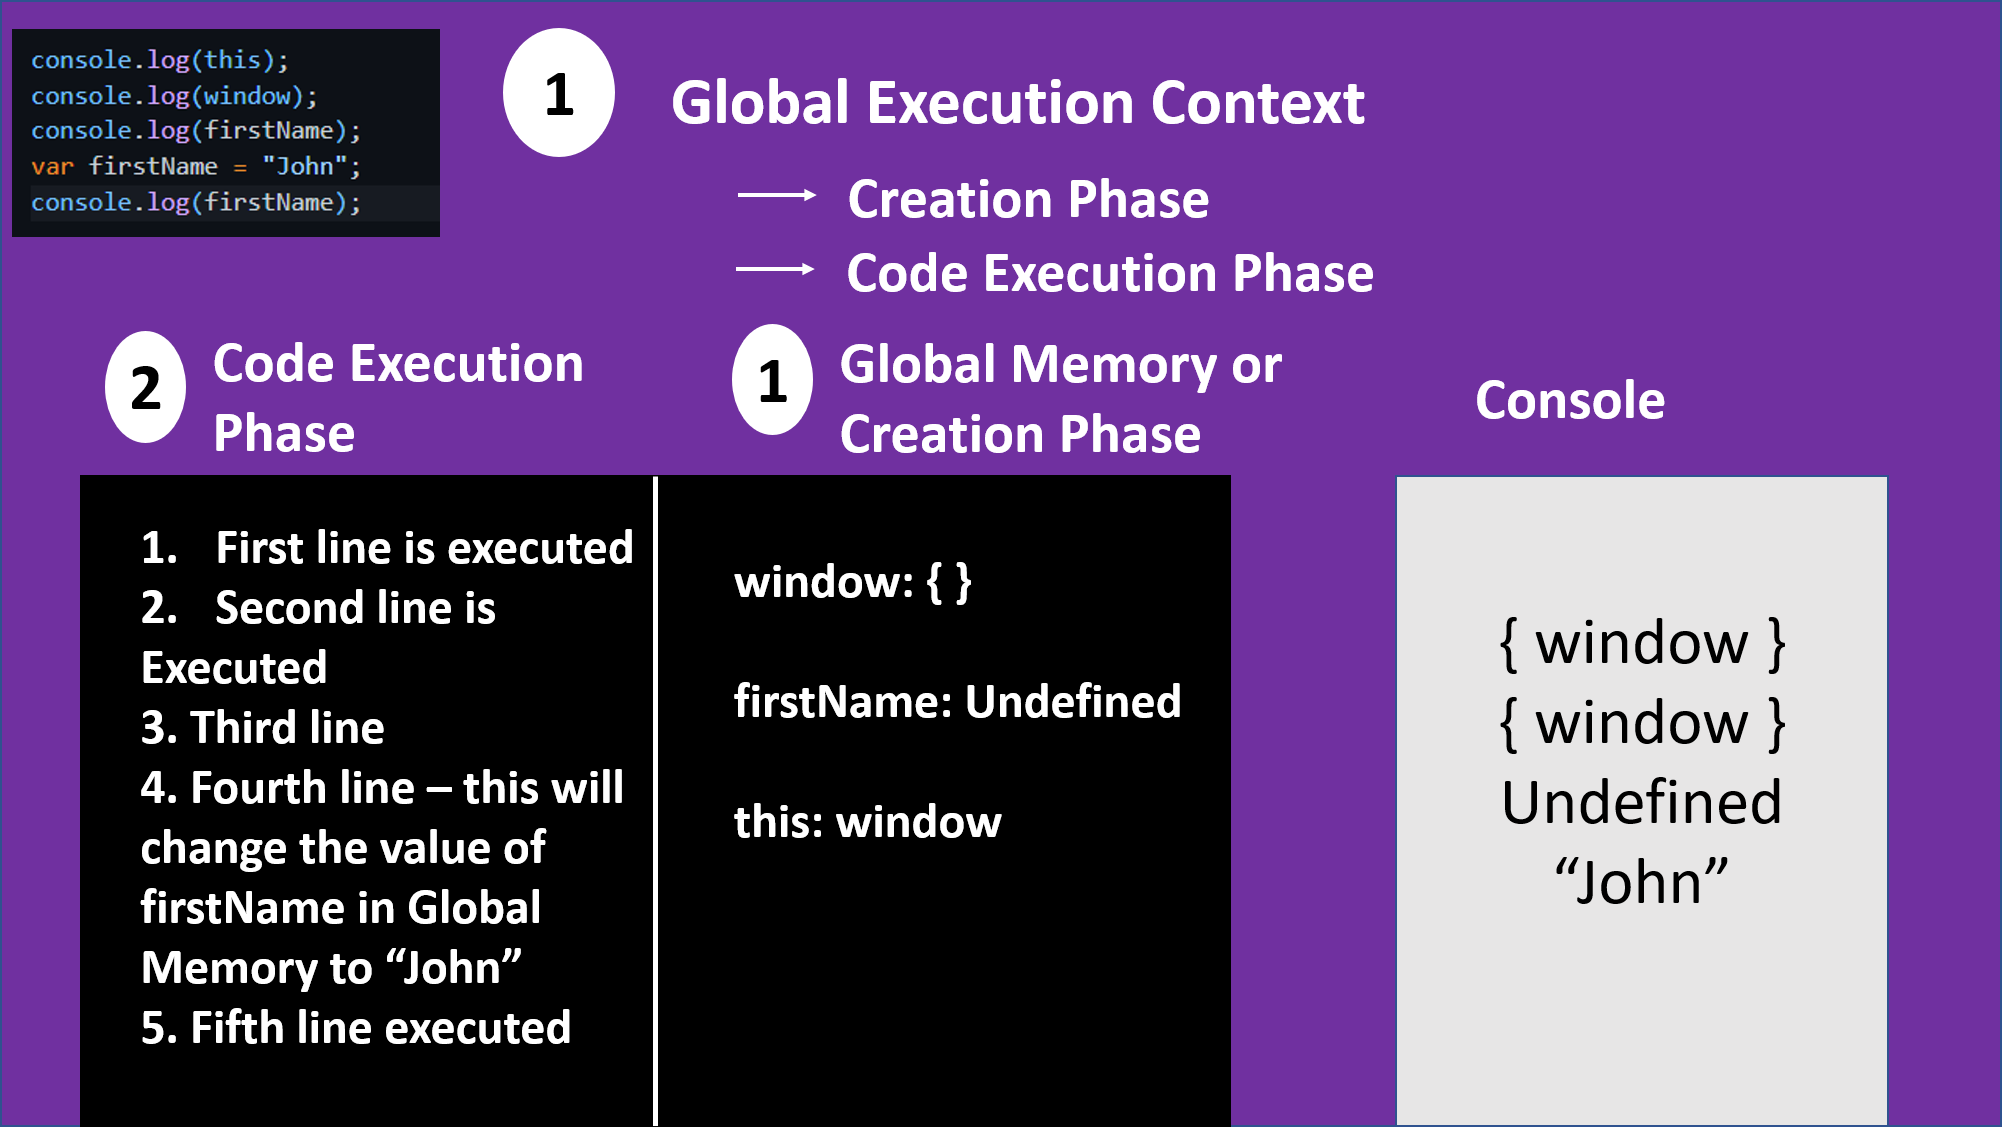 console.log(this);
console.log(window);
console.log(firstName);
var firstName = "John";
console.log(firstName);
1
Global Execution Context
Creation Phase
Code Execution Phase
2
Code Execution
Phase
1
Global Memory or
Creation Phase
Console
1. First line is executed
2. Second line is
Executed
3. Third line
4. Fourth line – this will
change the value of
firstName in Global
Memory to “John”
5. Fifth line executed
window: { }
firstName: Undefined
this: window
{ window }
{ window }
Undefined
“John”